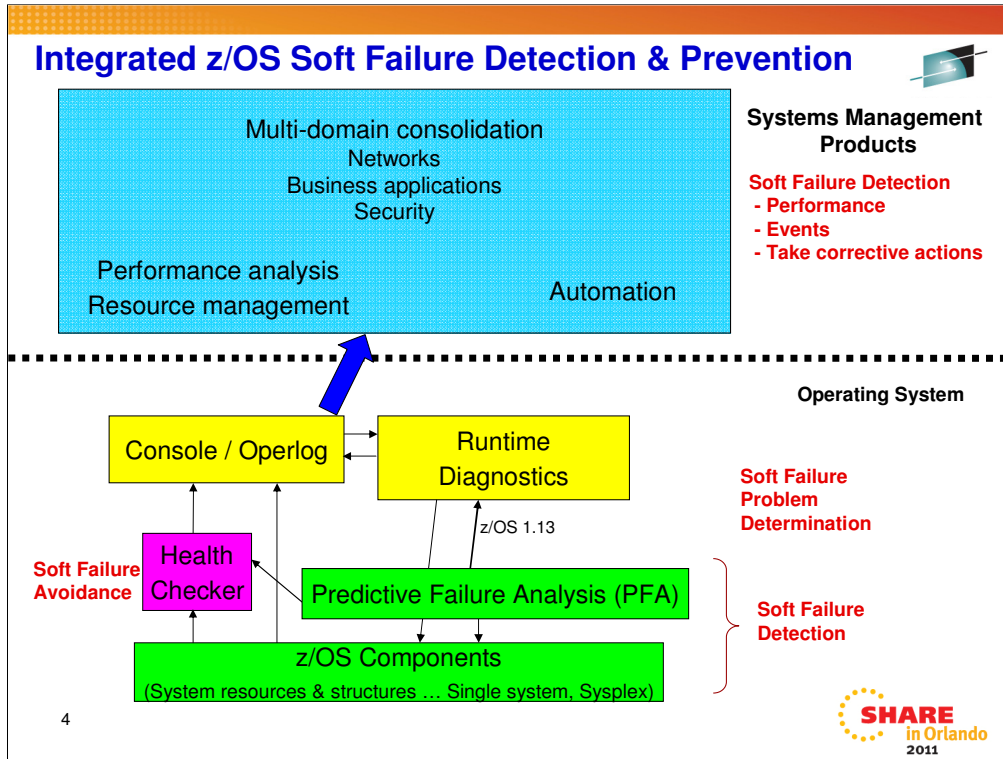 Integrated z/OS Soft Failure Detection & Prevention
Multi-domain consolidation
Networks
Business applications
Security
Performance analysis
Resource management
Automation
Systems Management
Products
Soft Failure Detection
- Performance
- Events
- Take corrective actions
Operating System
Console / Operlog
Runtime
Diagnostics
Soft Failure
Problem
Determination
z/OS 1.13
Health
Checker
Soft Failure
Avoidance
Predictive Failure Analysis (PFA)
Soft Failure
Detection
z/OS Components
(System resources & structures … Single system, Sysplex)
4
SHARE
in Orlando
2011